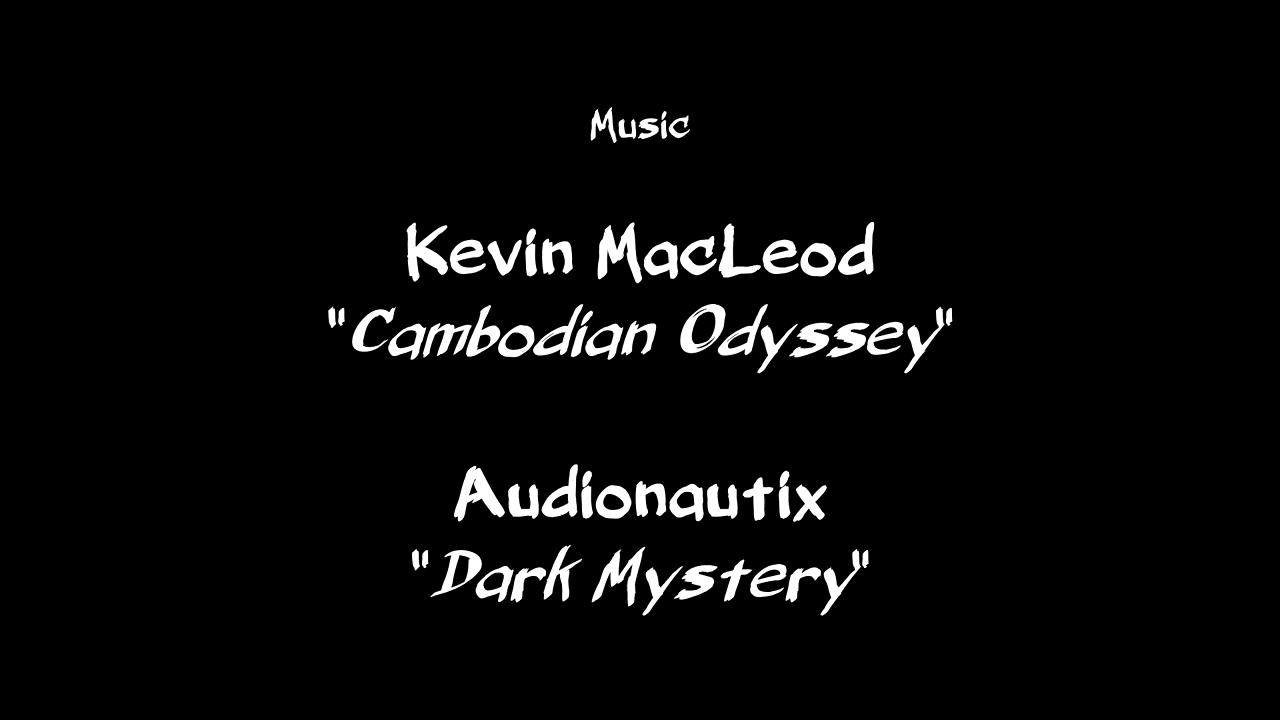 Music
Kevin MacLeod
"Cambodian Odyssey"
Audionautix
"Dark Mystery"